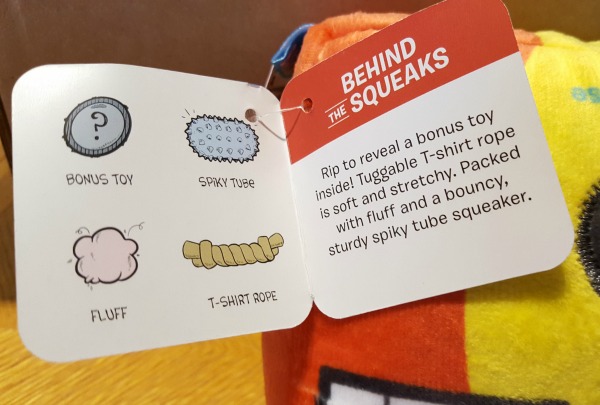 ?
BONUS TOY
SPIKY TUBE
FLUFF
T-SHIRT ROPE
BEHIND
THE SQUEAKS
Rip to reveal a bonus toy
inside! Tuggable T-shirt rope
is soft and stretchy. Packed
with fluff and a bouncy,
sturdy spiky tube squeaker.